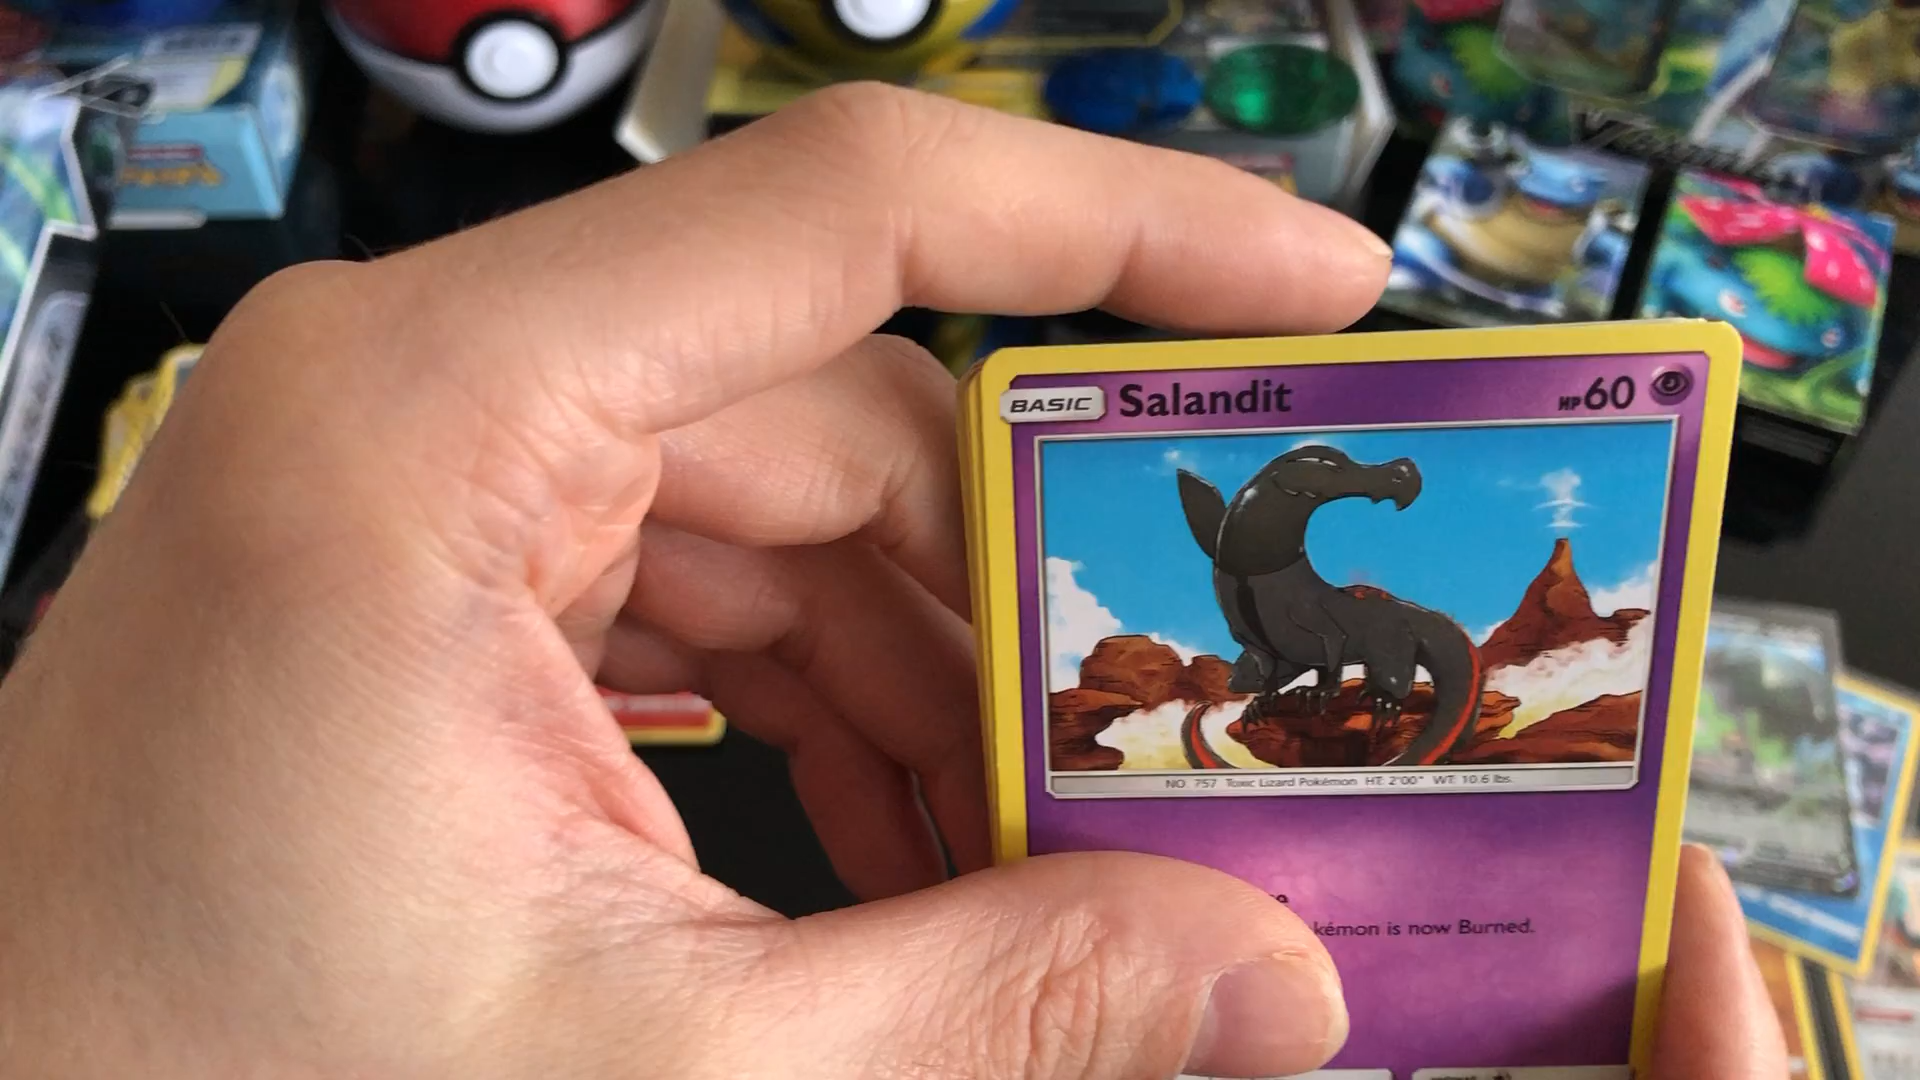 BASIC Salandit HP60
NO. 757 Toxic Lizard Pokémon HT: 2'00" WT: 10.6 lbs.
ce
kémon is now Burned.